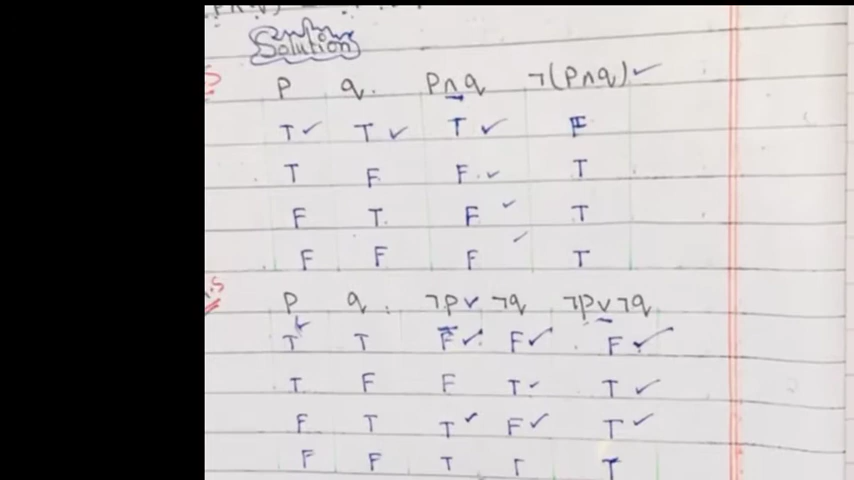 Solution
P q. P∧q ¬(P∧q) ✓
T ✓ T ✓ T ✓ F
T F F ✓ T
F T F ✓ T
F F F ✓ T
.S P q. ¬p ✓ ¬q ¬p∨¬q
T T F ✓ F ✓ F ✓
T F F T ✓ T ✓
F T T ✓ F ✓ T ✓
F F T T T